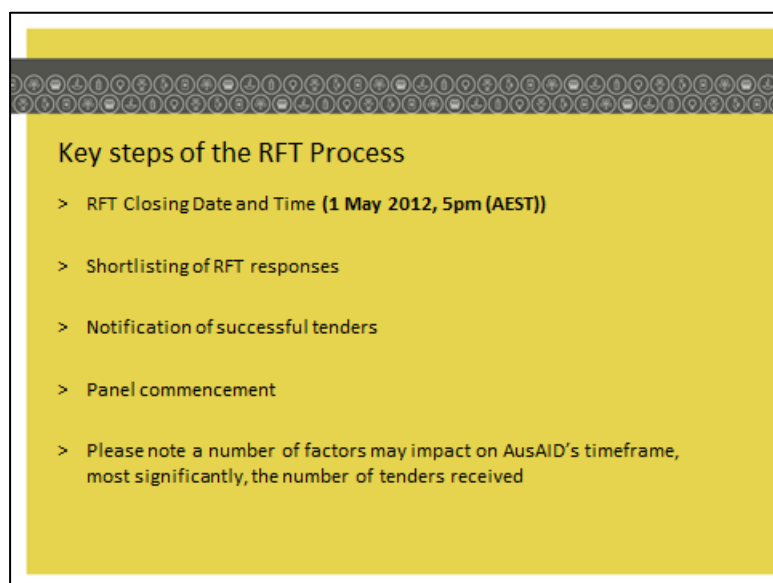 Key steps of the RFT Process
> RFT Closing Date and Time (1 May 2012, 5pm (AEST))
> Shortlisting of RFT responses
> Notification of successful tenders
> Panel commencement
> Please note a number of factors may impact on AusAID's timeframe,
most significantly, the number of tenders received